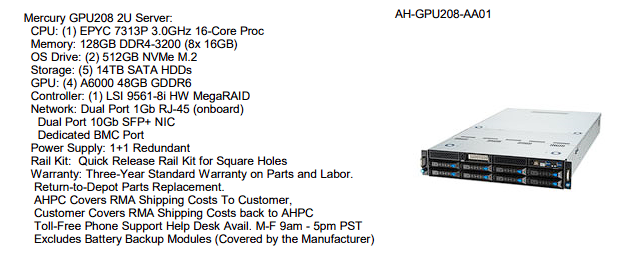 Mercury GPU208 2U Server:
AH-GPU208-AA01
CPU: (1) EPYC 7313P 3.0GHz 16-Core Proc
Memory: 128GB DDR4-3200 (8x 16GB)
OS Drive: (2) 512GB NVMe M.2
Storage: (5) 14TB SATA HDDs
GPU: (4) A6000 48GB GDDR6
Controller: (1) LSI 9561-8i HW MegaRAID
Network: Dual Port 1Gb RJ-45 (onboard)
Dual Port 10Gb SFP+ NIC
Dedicated BMC Port
Power Supply: 1+1 Redundant
Rail Kit: Quick Release Rail Kit for Square Holes
Warranty: Three-Year Standard Warranty on Parts and Labor.
Return-to-Depot Parts Replacement.
AHPC Covers RMA Shipping Costs To Customer,
Customer Covers RMA Shipping Costs back to AHPC
Toll-Free Phone Support Help Desk Avail. M-F 9am - 5pm PST
Excludes Battery Backup Modules (Covered by the Manufacturer)